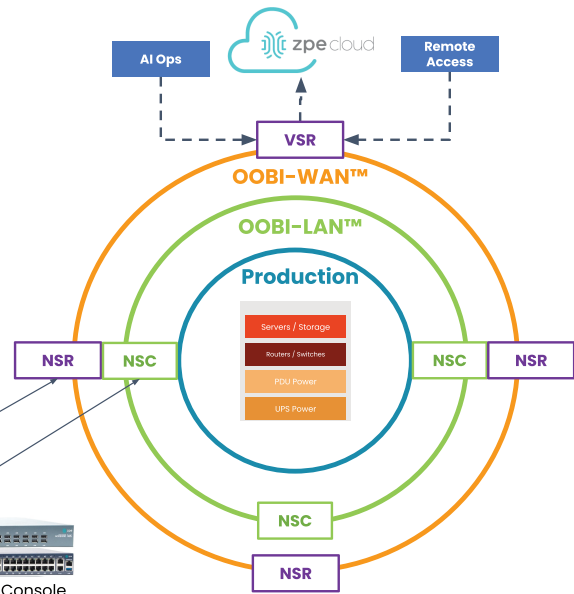 zpe cloud
AI Ops
Remote
Access
VSR
OOBI-WAN™
OOBI-LAN™
Production
Servers / Storage
Routers / Switches
PDU Power
UPS Power
NSR
NSC
NSC
NSR
NSC
NSR
Console